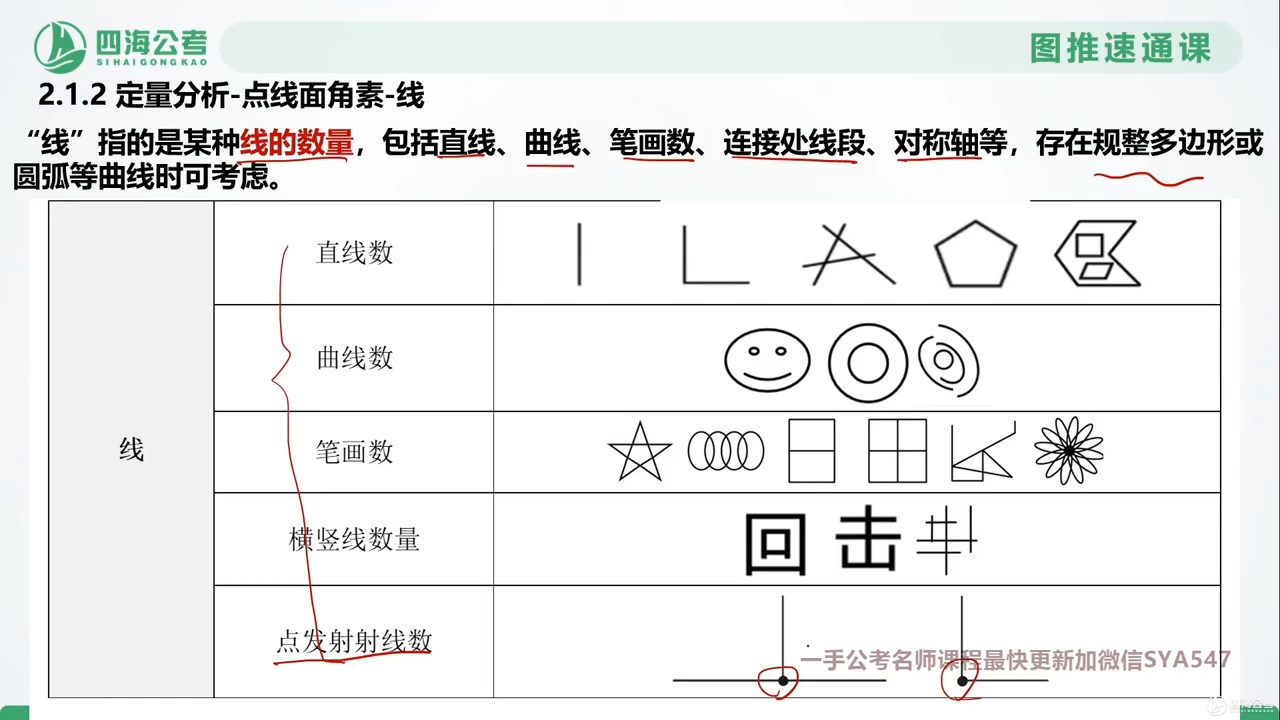 四海公考
SIHAIGONGKAO
图推速通课
2.1.2 定量分析-点线面角素-线
“线”指的是某种线的数量，包括直线、曲线、笔画数、连接处线段、对称轴等，存在规整多边形或
圆弧等曲线时可考虑。
线
直线数
曲线数
笔画数
横竖线数量
回 击
点发射射线数
一手公考名师课程最快更新加微信SYA547
四海公考